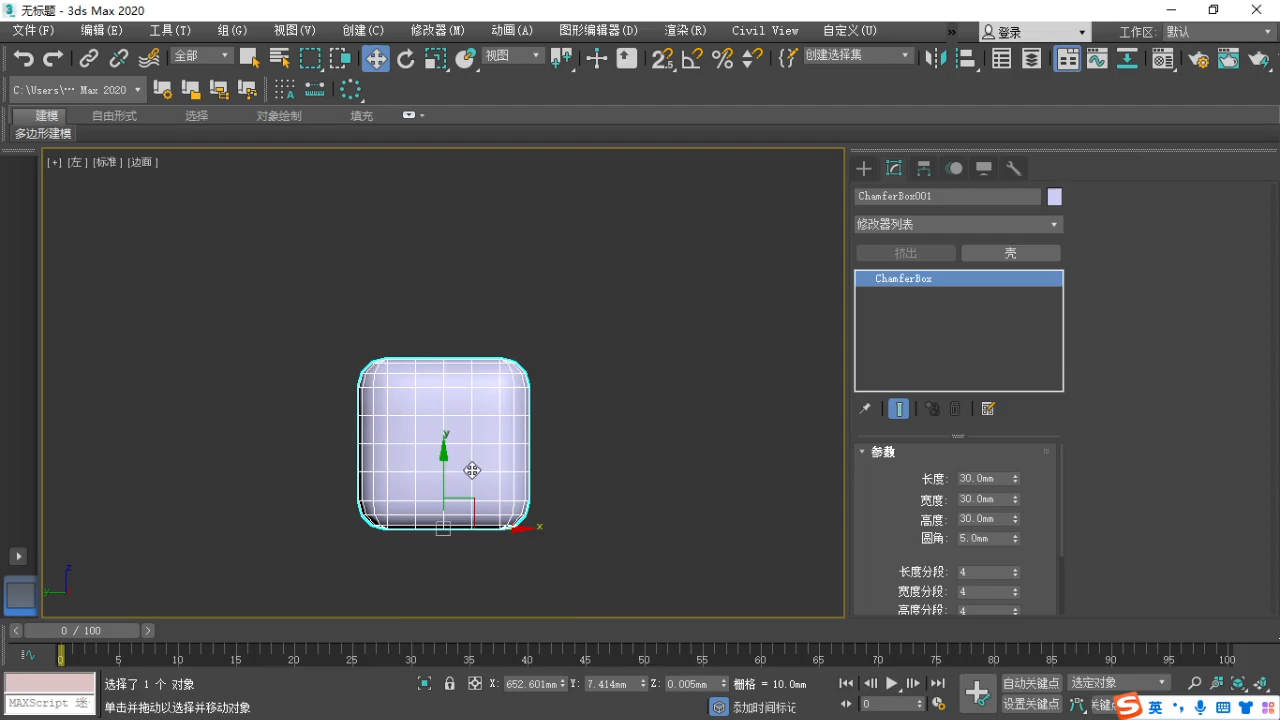 无标题 - 3ds Max 2020
文件(F) 编辑(E) 工具(T) 组(G) 视图(V) 创建(C) 修改器(M) 动画(A) 图形编辑器(D) 渲染(R) Civil View 自定义(U) » 登录 工作区: 默认
全部 视图 创建选择集
C:\Users\··· Max 2020
建模 自由形式 选择 对象绘制 填充
多边形建模
[+] [左] [标准] [边面]
ChamferBox001
修改器列表
挤出 壳
ChamferBox
参数
长度: 30.0mm
宽度: 30.0mm
高度: 30.0mm
圆角: 5.0mm
长度分段: 4
宽度分段: 4
高度分段: 4
y
x
z
y
0 / 100
0 5 10 15 20 25 30 35 40 45 50 55 60 65 70 75 80 85 90 95 100
选择了 1 个 对象 X: 652.601mm Y: 7.414mm Z: 0.005mm 栅格 = 10.0mm 自动关键点 选定对象
MAXScript 迷 单击并拖动以选择并移动对象 添加时间标记 0 设置关键点 英